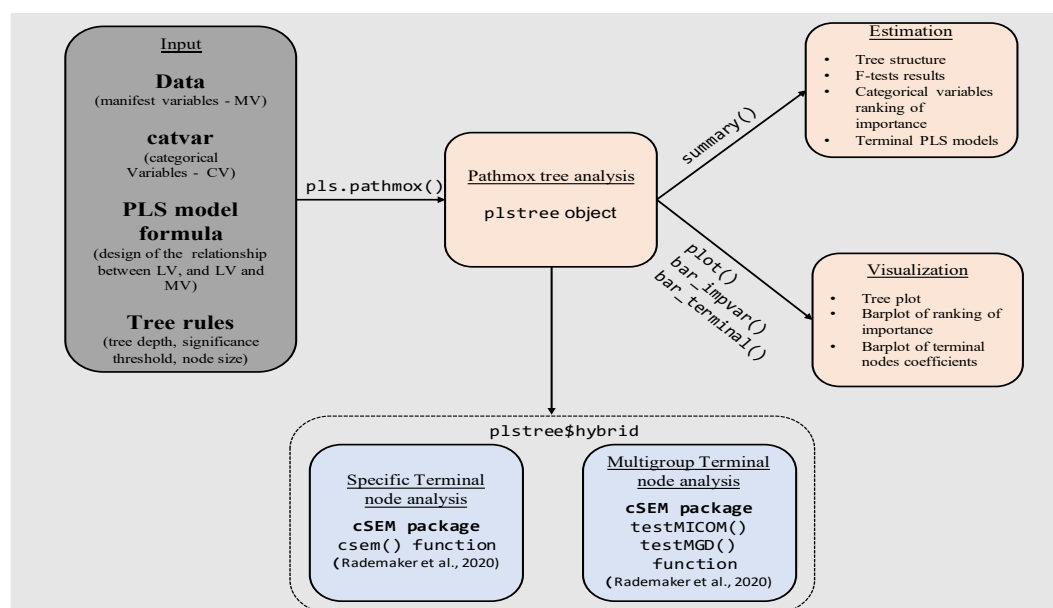 Input
Data
(manifest variables - MV)
catvar
(categorical
Variables - CV)
PLS model
formula
(design of the relationship
between LV, and LV and
MV)
Tree rules
(tree depth, significance
threshold, node size)
pls.pathmox()
Pathmox tree analysis
plstree object
summary()
Estimation
• Tree structure
• F-tests results
• Categorical variables
ranking of
importance
• Terminal PLS models
plot()
bar_impvar()
bar_terminal()
Visualization
• Tree plot
• Barplot of ranking of
importance
• Barplot of terminal
nodes coefficients
plstree$hybrid
Specific Terminal
node analysis
cSEM package
csem() function
(Rademaker et al., 2020)
Multigroup Terminal
node analysis
cSEM package
testMICOM()
testMGD()
function
(Rademaker et al., 2020)